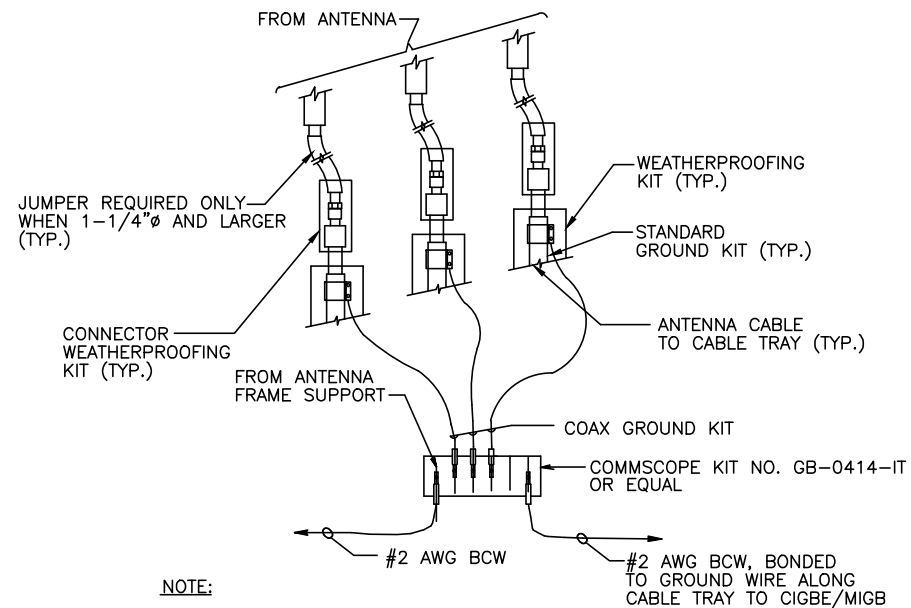 FROM ANTENNA
JUMPER REQUIRED ONLY
WHEN 1-1/4"ø AND LARGER
(TYP.)
WEATHERPROOFING
KIT (TYP.)
STANDARD
GROUND KIT (TYP.)
CONNECTOR
WEATHERPROOFING
KIT (TYP.)
ANTENNA CABLE
TO CABLE TRAY (TYP.)
FROM ANTENNA
FRAME SUPPORT
COAX GROUND KIT
COMMSCOPE KIT NO. GB-0414-IT
OR EQUAL
#2 AWG BCW
#2 AWG BCW, BONDED
TO GROUND WIRE ALONG
CABLE TRAY TO CIGBE/MIGB
NOTE: